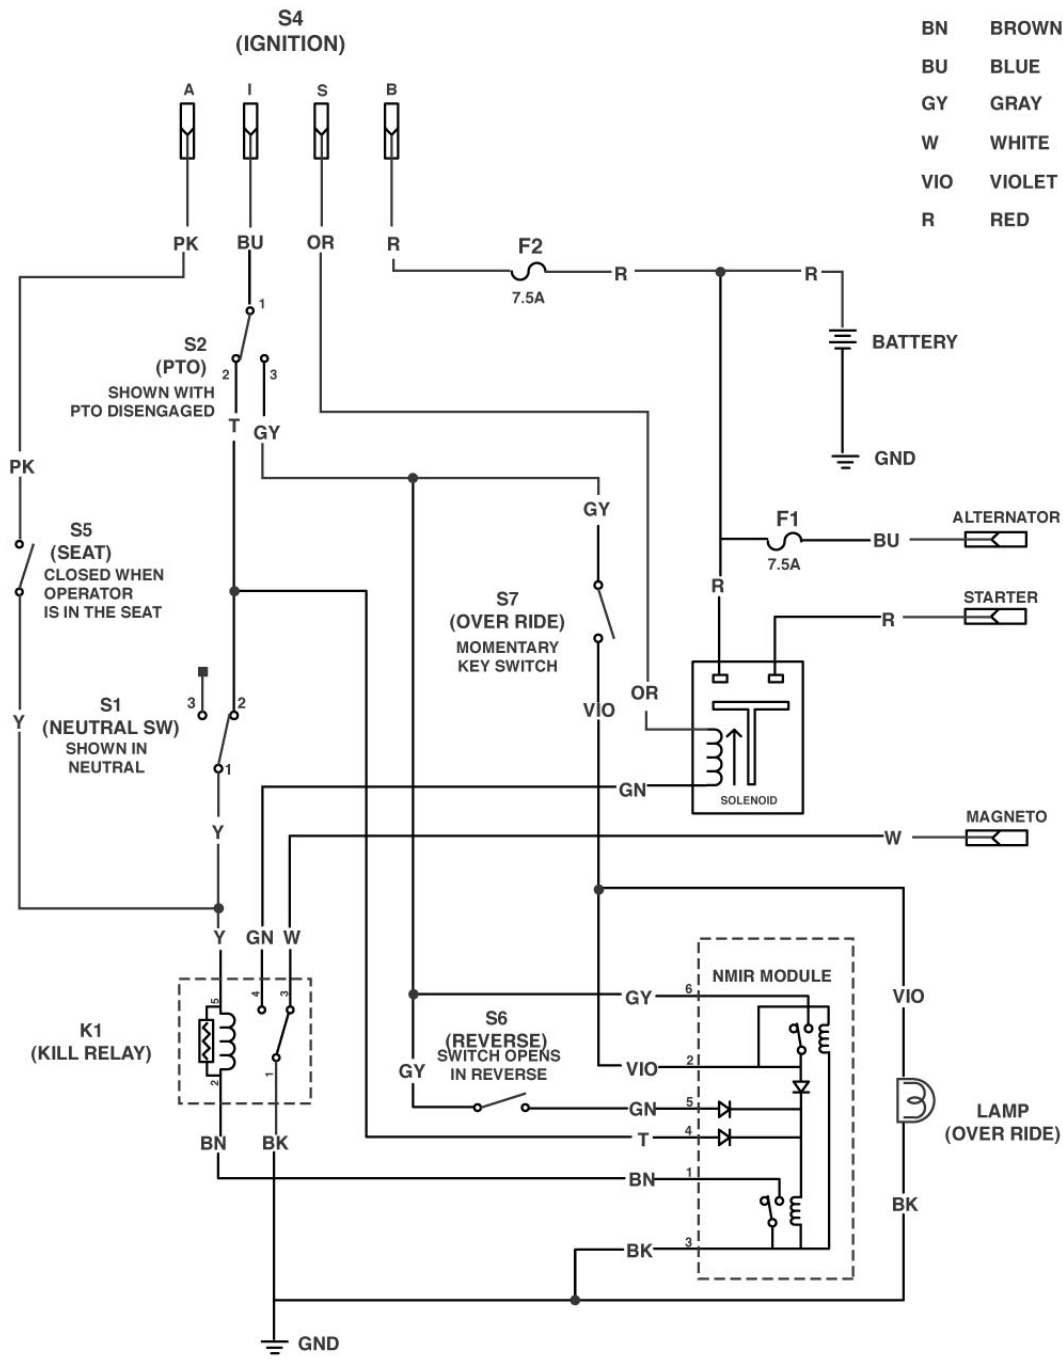 S4
(IGNITION)
BN BROWN
BU BLUE
GY GRAY
W WHITE
VIO VIOLET
R RED
A I S B
PK BU OR R
F2
R
R
7.5A
1
S2
(PTO)
2 3
SHOWN WITH
PTO DISENGAGED
T
GY
BATTERY
GND
PK
GY
S5
(SEAT)
CLOSED WHEN
OPERATOR
IS IN THE SEAT
F1
7.5A
BU
ALTERNATOR
R
STARTER
R
S7
(OVER RIDE)
MOMENTARY
KEY SWITCH
OR
VIO
Y
S1
(NEUTRAL SW)
SHOWN IN
NEUTRAL
3 2
1
GN
SOLENOID
Y
MAGNETO
W
Y GN W
NMIR MODULE
K1
(KILL RELAY)
5 4 3
2 1
GY 6
S6
(REVERSE)
SWITCH OPENS
IN REVERSE
VIO
GY
VIO 2
GN 5
T 4
LAMP
(OVER RIDE)
BN BK
BN 1
BK
BK 3
GND